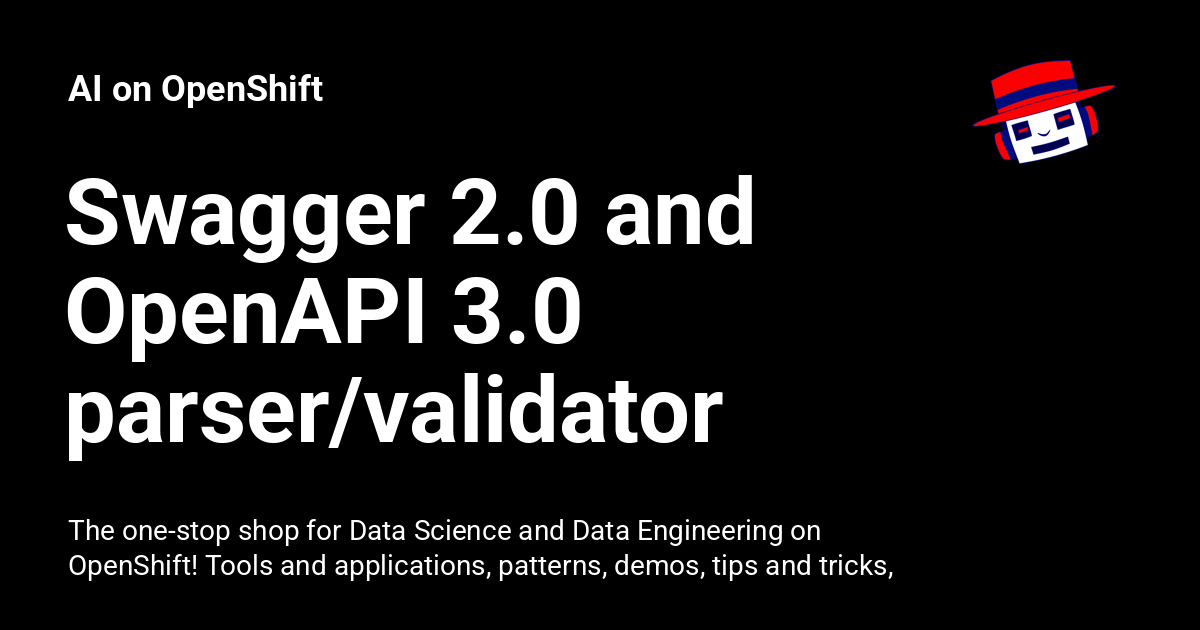 AI on OpenShift
Swagger 2.0 and
OpenAPI 3.0
parser/validator
The one-stop shop for Data Science and Data Engineering on
OpenShift! Tools and applications, patterns, demos, tips and tricks,